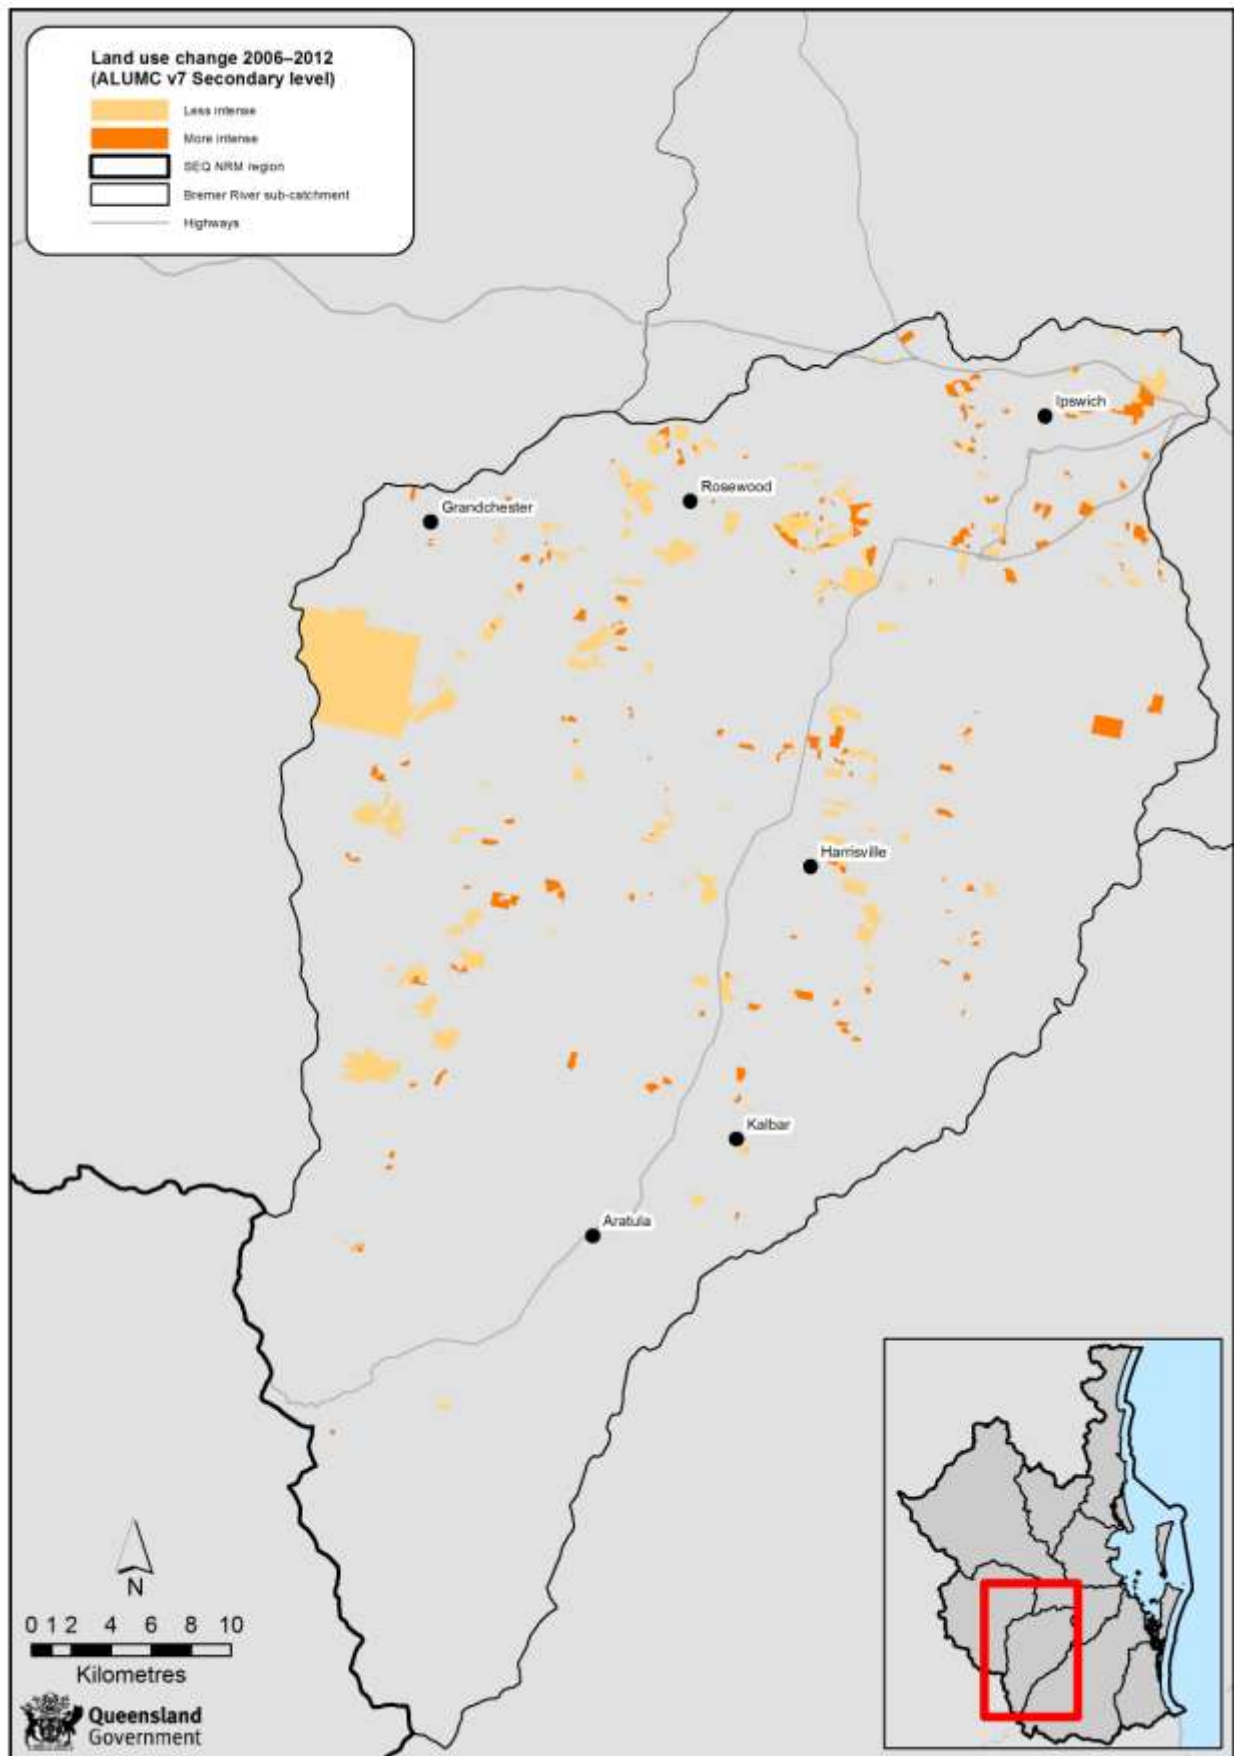 Land use change 2006–2012
(ALUMC v7 Secondary level)
Less intense
More intense
SEQ NRM region
Bremer River sub-catchment
Highways
Ipswich
Rosewood
Grandchester
Harrisville
Kalbar
Aratula
N
0 1 2 4 6 8 10
Kilometres
Queensland
Government